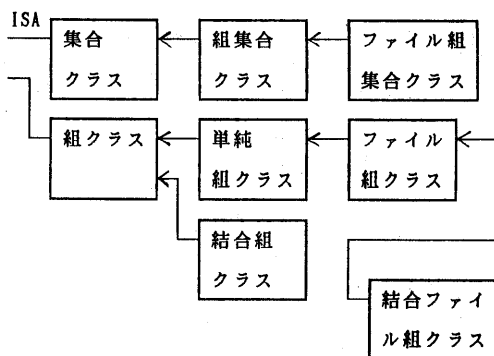 ISA
集合
クラス
組集合
クラス
ファイル組
集合クラス
組クラス
単純
組クラス
ファイル
組クラス
結合組
クラス
結合ファイ
ル組クラス